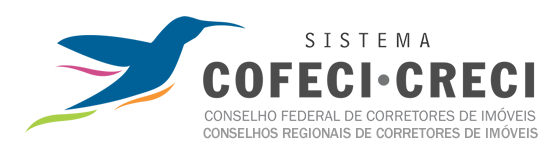 SISTEMA
COFECI•CRECI
CONSELHO FEDERAL DE CORRETORES DE IMÓVEIS
CONSELHOS REGIONAIS DE CORRETORES DE IMÓVEIS